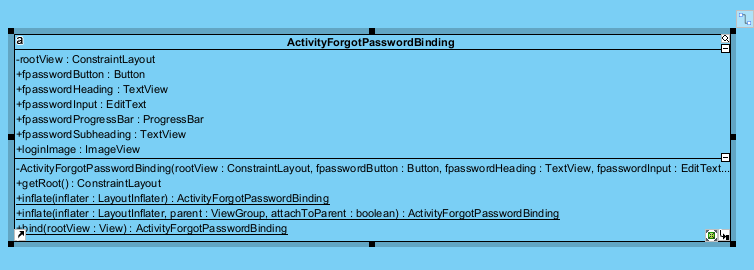 a
ActivityForgotPasswordBinding
-rootView : ConstraintLayout
+fpasswordButton : Button
+fpasswordHeading : TextView
+fpasswordInput : EditText
+fpasswordProgressBar : ProgressBar
+fpasswordSubheading : TextView
+loginImage : ImageView
-ActivityForgotPasswordBinding(rootView : ConstraintLayout, fpasswordButton : Button, fpasswordHeading : TextView, fpasswordInput : EditText...
+getRoot() : ConstraintLayout
+inflate(inflater : LayoutInflater) : ActivityForgotPasswordBinding
+inflate(inflater : LayoutInflater, parent : ViewGroup, attachToParent : boolean) : ActivityForgotPasswordBinding
+bind(rootView : View) : ActivityForgotPasswordBinding